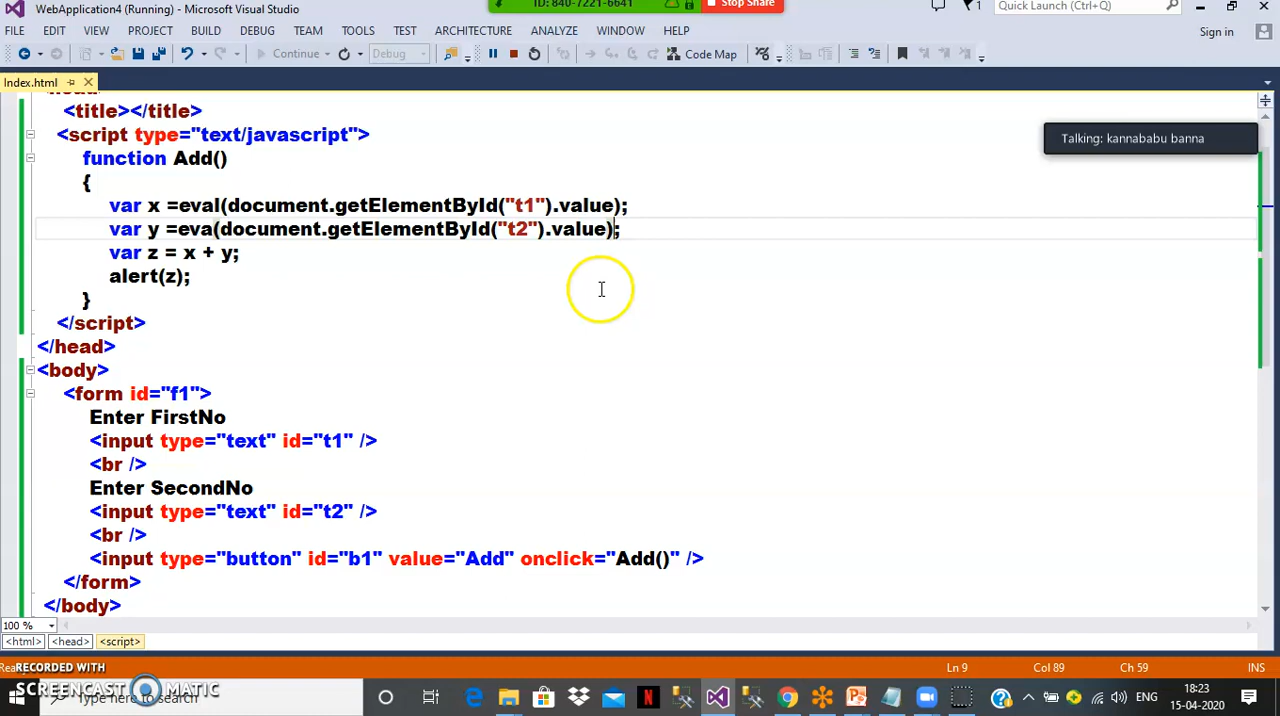 WebApplication4 (Running) - Microsoft Visual Studio
ID: 840-7221-6641
Stop Share
1
Quick Launch (Ctrl+Q)
FILE EDIT VIEW PROJECT BUILD DEBUG TEAM TOOLS TEST ARCHITECTURE ANALYZE WINDOW HELP
Sign in
Continue
Debug
Code Map
Index.html
<title></title>
<script type="text/javascript">
Talking: kannababu banna
function Add()
{
var x =eval(document.getElementById("t1").value);
var y =eva(document.getElementById("t2").value);
var z = x + y;
alert(z);
}
</script>
</head>
<body>
<form id="f1">
Enter FirstNo
<input type="text" id="t1" />
<br />
Enter SecondNo
<input type="text" id="t2" />
<br />
<input type="button" id="b1" value="Add" onclick="Add()" />
</form>
</body>
100 %
<html> <head> <script>
RECORDED WITH
Ln 9 Col 89 Ch 59 INS
SCREENCAST MATIC
Type here to search
ENG
18:23
15-04-2020